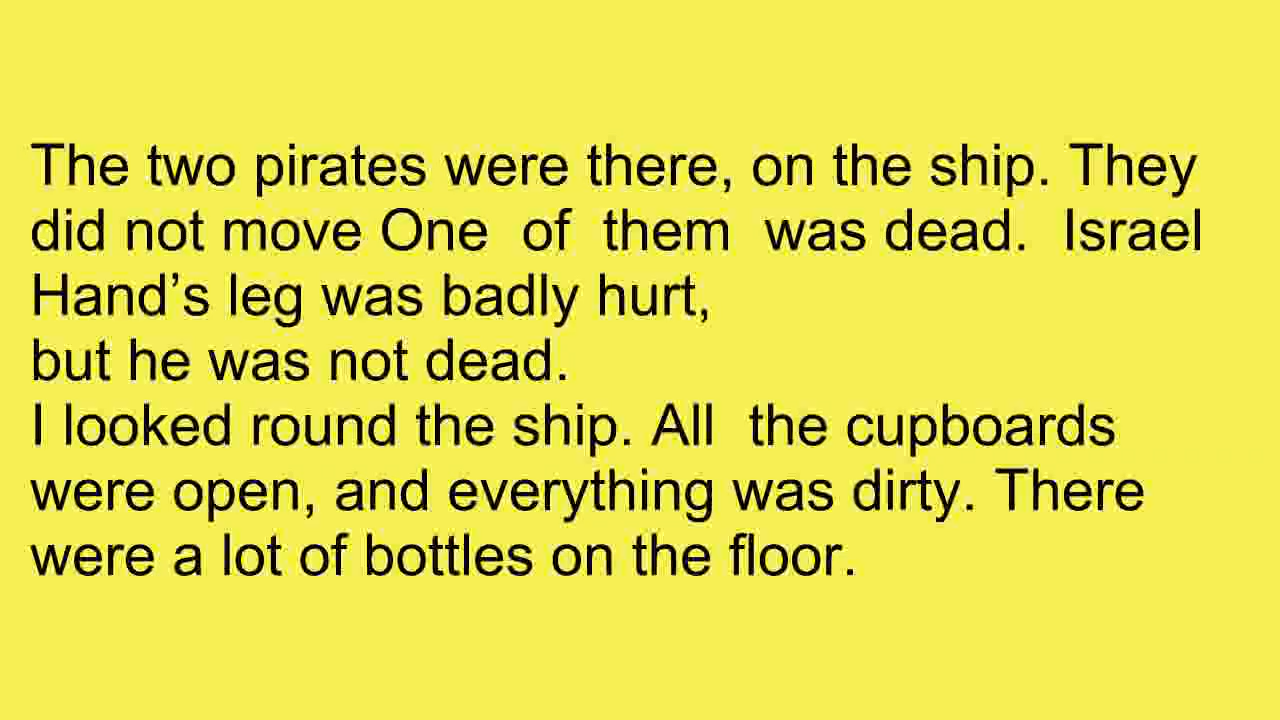 The two pirates were there, on the ship. They
did not move One of them was dead. Israel
Hand’s leg was badly hurt,
but he was not dead.
I looked round the ship. All the cupboards
were open, and everything was dirty. There
were a lot of bottles on the floor.